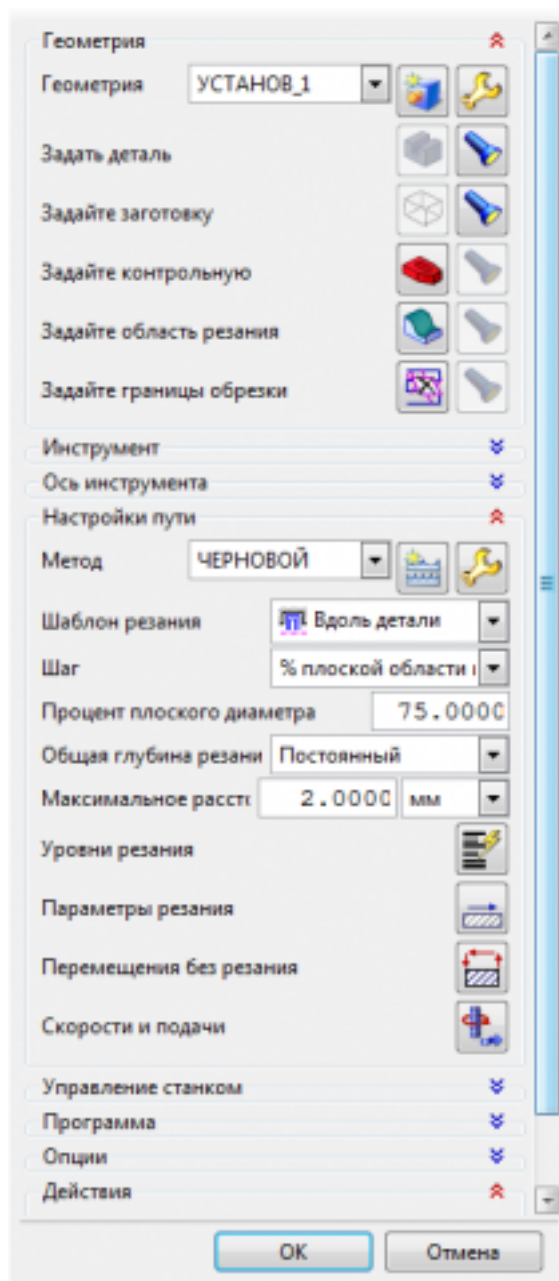 Геометрия
Геометрия УСТАНОВ_1
Задать деталь
Задайте заготовку
Задайте контрольную
Задайте область резания
Задайте границы обрезки
Инструмент
Ось инструмента
Настройки пути
Метод ЧЕРНОВОЙ
Шаблон резания Вдоль детали
Шаг % плоской области
Процент плоского диаметра 75.0000
Общая глубина резани Постоянный
Максимальное расстс 2.0000 мм
Уровни резания
Параметры резания
Перемещения без резания
Скорости и подачи
Управление станком
Программа
Опции
Действия
ОК Отмена